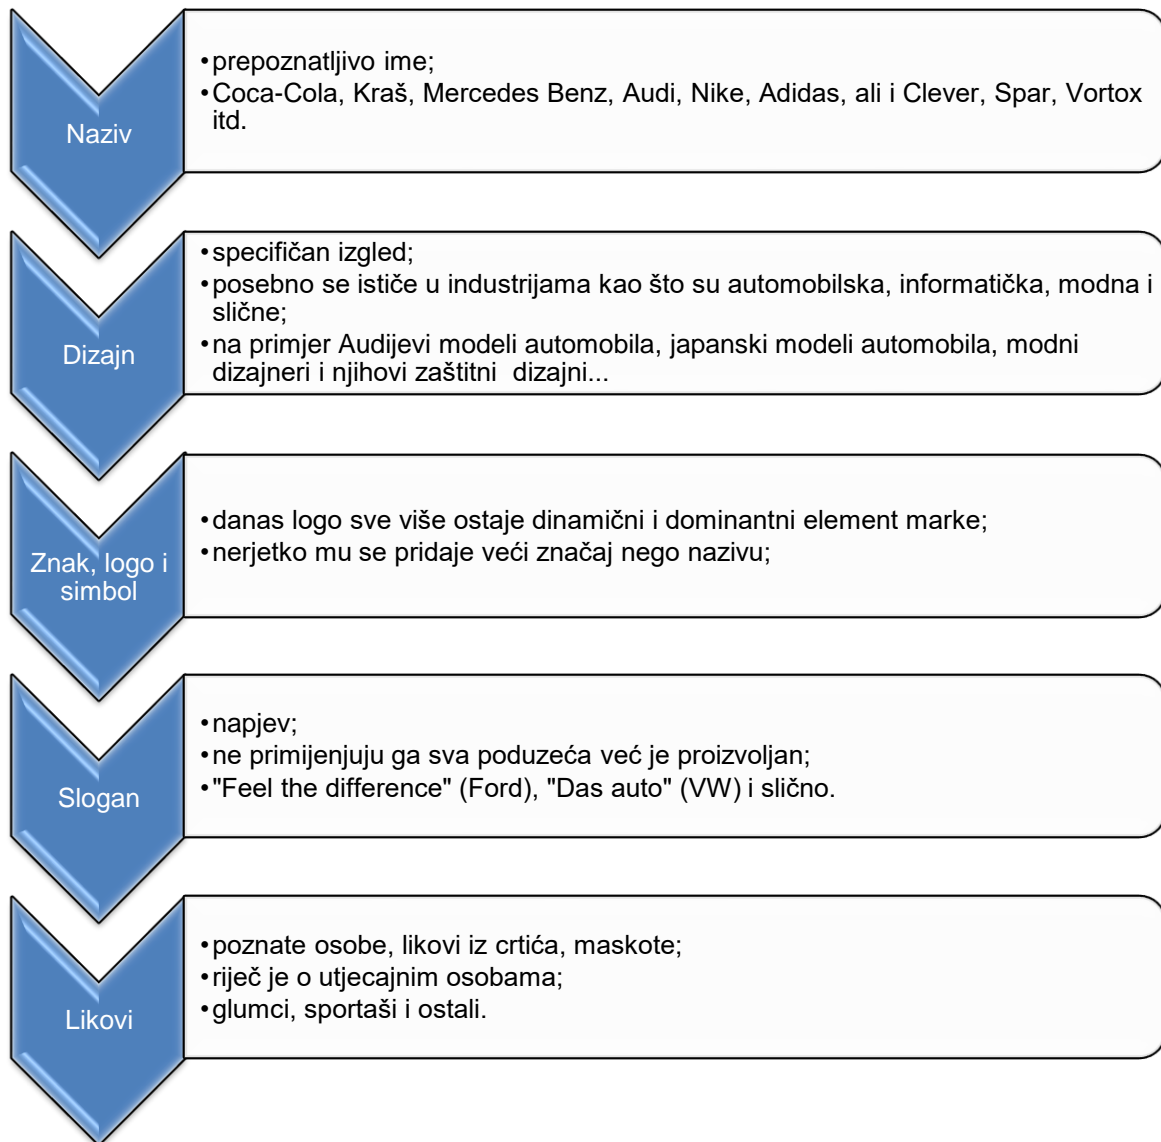 Naziv
•prepoznatljivo ime;
•Coca-Cola, Kraš, Mercedes Benz, Audi, Nike, Adidas, ali i Clever, Spar, Vortox
itd.
Dizajn
•specifičan izgled;
•posebno se ističe u industrijama kao što su automobilska, informatička, modna i
slične;
•na primjer Audijevi modeli automobila, japanski modeli automobila, modni
dizajneri i njihovi zaštitni dizajni...
Znak, logo i
simbol
•danas logo sve više ostaje dinamični i dominantni element marke;
•nerjetko mu se pridaje veći značaj nego nazivu;
Slogan
•napjev;
•ne primijenjuju ga sva poduzeća već je proizvoljan;
•"Feel the difference" (Ford), "Das auto" (VW) i slično.
Likovi
•poznate osobe, likovi iz crtića, maskote;
•riječ je o utjecajnim osobama;
•glumci, sportaši i ostali.